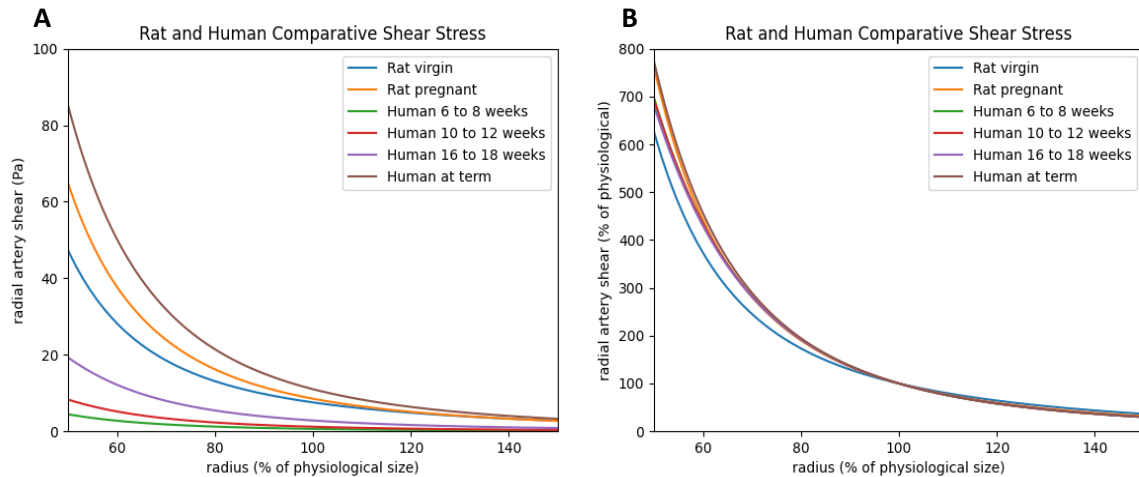 A
Rat and Human Comparative Shear Stress
100
80
60
40
20
0
radial artery shear (Pa)
60
80
100
120
140
radius (% of physiological size)
Rat virgin
Rat pregnant
Human 6 to 8 weeks
Human 10 to 12 weeks
Human 16 to 18 weeks
Human at term
B
Rat and Human Comparative Shear Stress
800
700
600
500
400
300
200
100
0
radial artery shear (% of physiological)
60
80
100
120
140
radius (% of physiological size)
Rat virgin
Rat pregnant
Human 6 to 8 weeks
Human 10 to 12 weeks
Human 16 to 18 weeks
Human at term